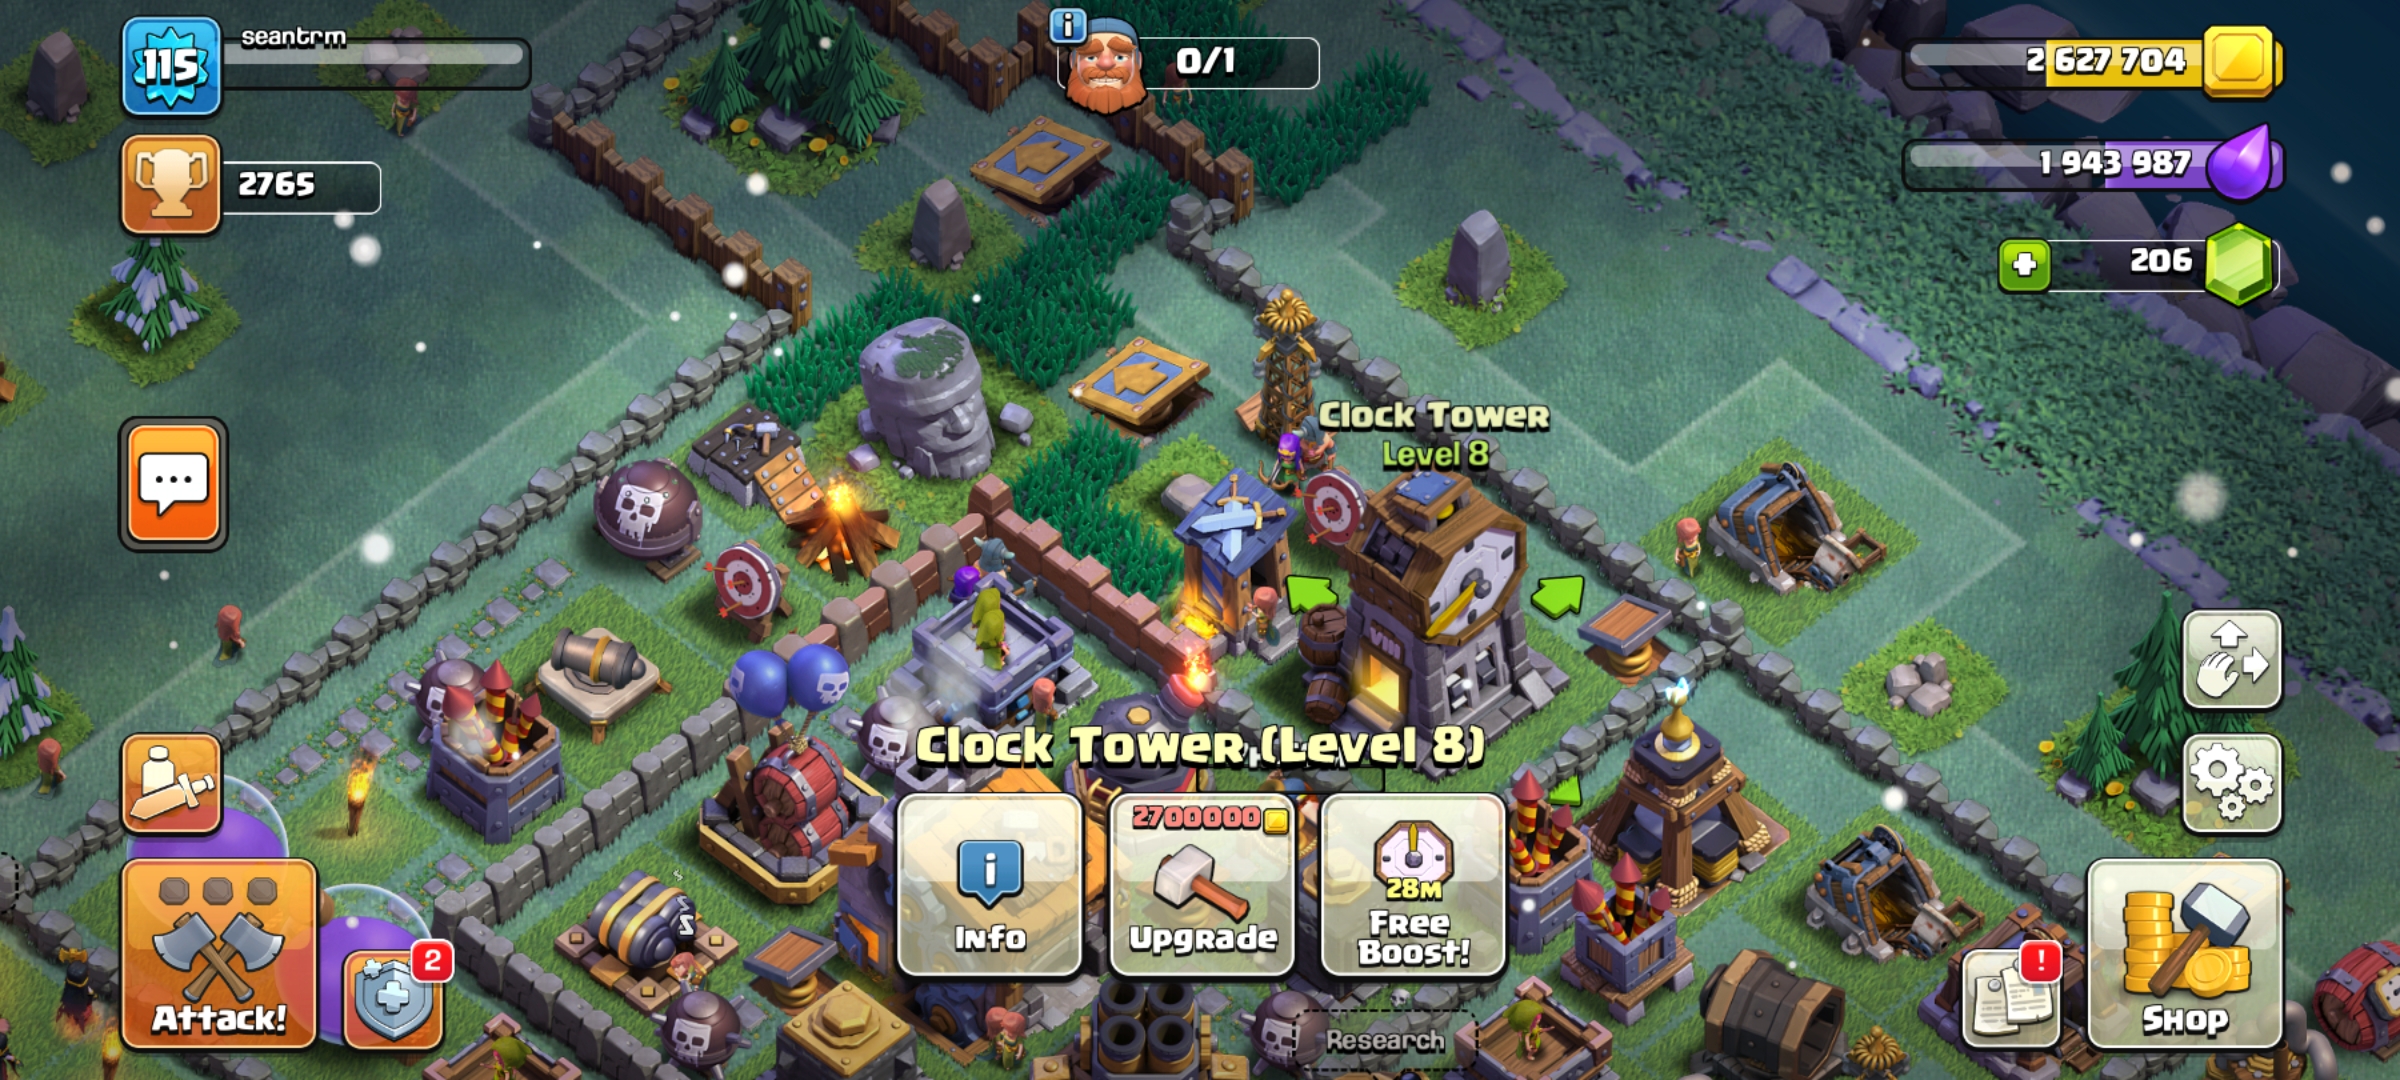 115
seantrm
0/1
2 627 704
2765
1 943 987
206
Clock Tower
Level 8
VIII
Clock Tower (Level 8)
Info
2700000
Upgrade
28M
Free
Boost!
2
Attack!
!
Shop
Research